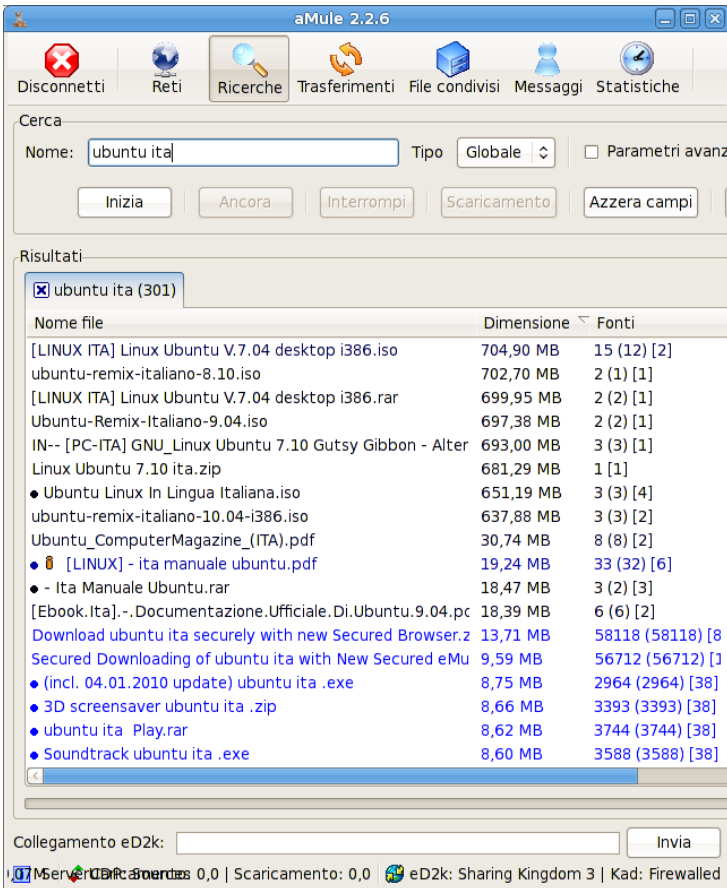 aMule 2.2.6
Disconnetti Reti Ricerche Trasferimenti File condivisi Messaggi Statistiche
Cerca
Nome: ubuntu ita Tipo Globale Parametri avanz
Inizia Ancora Interrompi Scaricamento Azzera campi
Risultati
ubuntu ita (301)
Nome file Dimensione Fonti
[LINUX ITA] Linux Ubuntu V.7.04 desktop i386.iso 704,90 MB 15 (12) [2]
ubuntu-remix-italiano-8.10.iso 702,70 MB 2 (1) [1]
[LINUX ITA] Linux Ubuntu V.7.04 desktop i386.rar 699,95 MB 2 (2) [1]
Ubuntu-Remix-Italiano-9.04.iso 697,38 MB 2 (2) [1]
IN-- [PC-ITA] GNU_Linux Ubuntu 7.10 Gutsy Gibbon - Alter 693,00 MB 3 (3) [1]
Linux Ubuntu 7.10 ita.zip 681,29 MB 1 [1]
Ubuntu Linux In Lingua Italiana.iso 651,19 MB 3 (3) [4]
ubuntu-remix-italiano-10.04-i386.iso 637,88 MB 3 (3) [2]
Ubuntu_ComputerMagazine_(ITA).pdf 30,74 MB 8 (8) [2]
[LINUX] - ita manuale ubuntu.pdf 19,24 MB 33 (32) [6]
- Ita Manuale Ubuntu.rar 18,47 MB 3 (2) [3]
[Ebook.Ita].-.Documentazione.Ufficiale.Di.Ubuntu.9.04.pc 18,39 MB 6 (6) [2]
Download ubuntu ita securely with new Secured Browser.z 13,71 MB 58118 (58118) [8
Secured Downloading of ubuntu ita with New Secured eMu 9,59 MB 56712 (56712) [1
(incl. 04.01.2010 update) ubuntu ita .exe 8,75 MB 2964 (2964) [38]
3D screensaver ubuntu ita .zip 8,66 MB 3393 (3393) [38]
ubuntu ita Play.rar 8,62 MB 3744 (3744) [38]
Soundtrack ubuntu ita .exe 8,60 MB 3588 (3588) [38]
Collegamento eD2k: Invia
0,0 | Scaricamento: 0,0 eD2k: Sharing Kingdom 3 | Kad: Firewalled